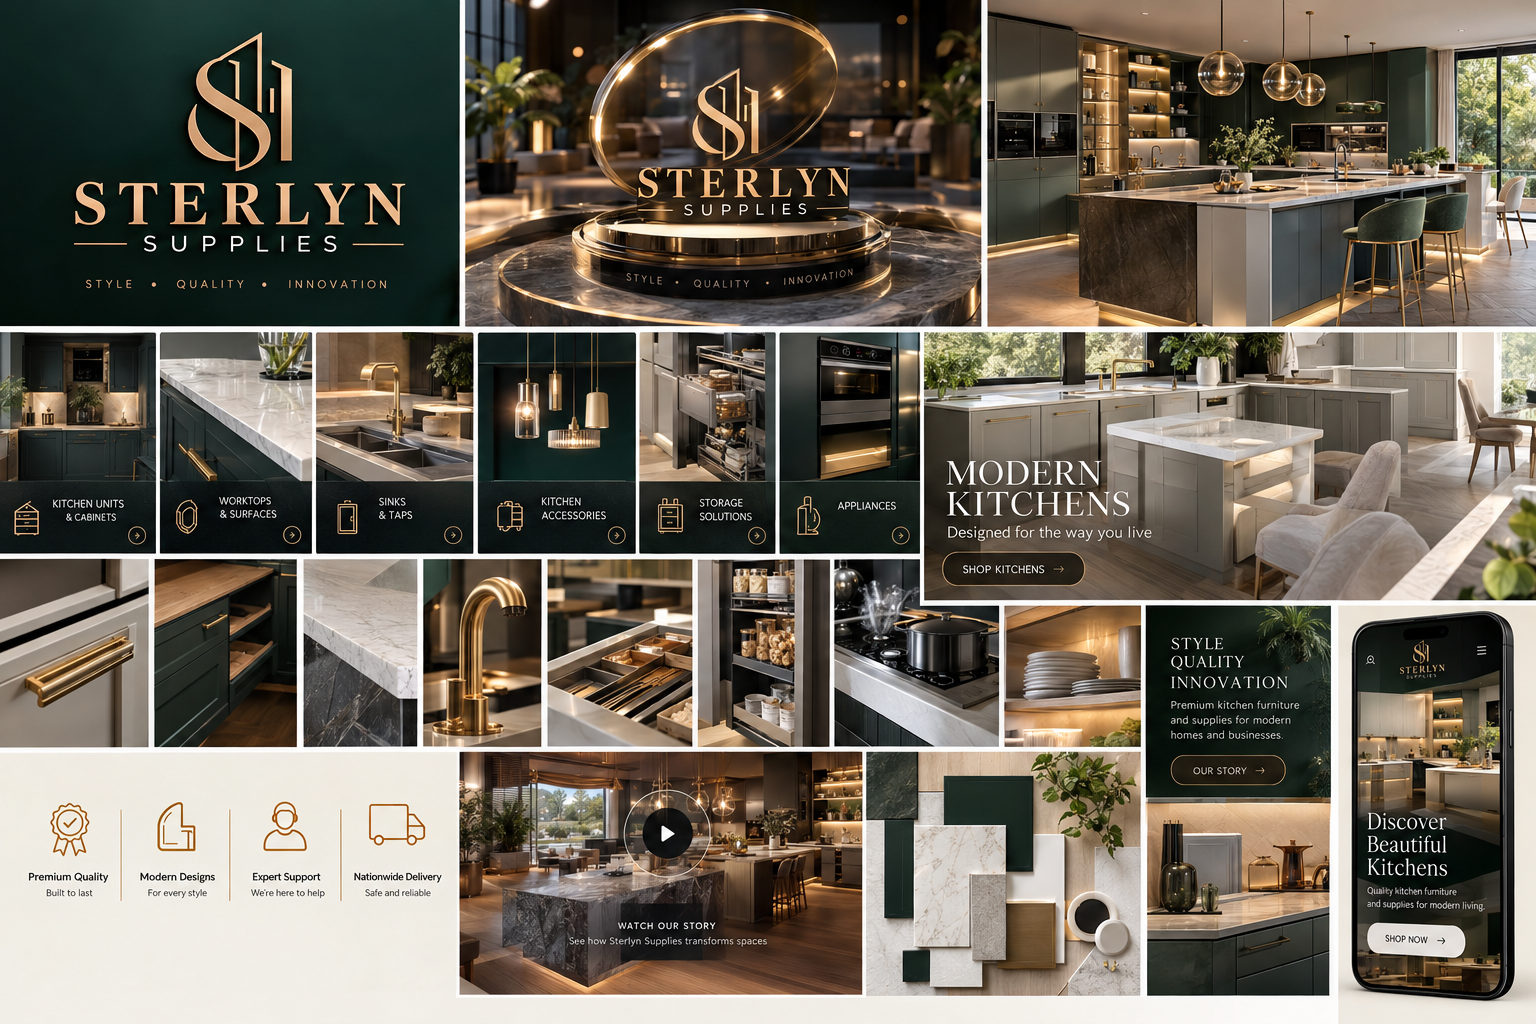 STERLYN
SUPPLIES
STYLE • QUALITY • INNOVATION
STERLYN
SUPPLIES
STYLE • QUALITY • INNOVATION
KITCHEN UNITS
& CABINETS
WORKTOPS
& SURFACES
SINKS
& TAPS
KITCHEN
ACCESSORIES
STORAGE
SOLUTIONS
APPLIANCES
MODERN
KITCHENS
Designed for the way you live
SHOP KITCHENS →
STYLE
QUALITY
INNOVATION
Premium kitchen furniture
and supplies for modern
homes and businesses.
OUR STORY →
STERLYN
SUPPLIES
Discover
Beautiful
Kitchens
Quality kitchen furniture
and supplies for modern living.
SHOP NOW →
Premium Quality
Built to last
Modern Designs
For every style
Expert Support
We're here to help
Nationwide Delivery
Safe and reliable
WATCH OUR STORY
See how Sterlyn Supplies transforms spaces